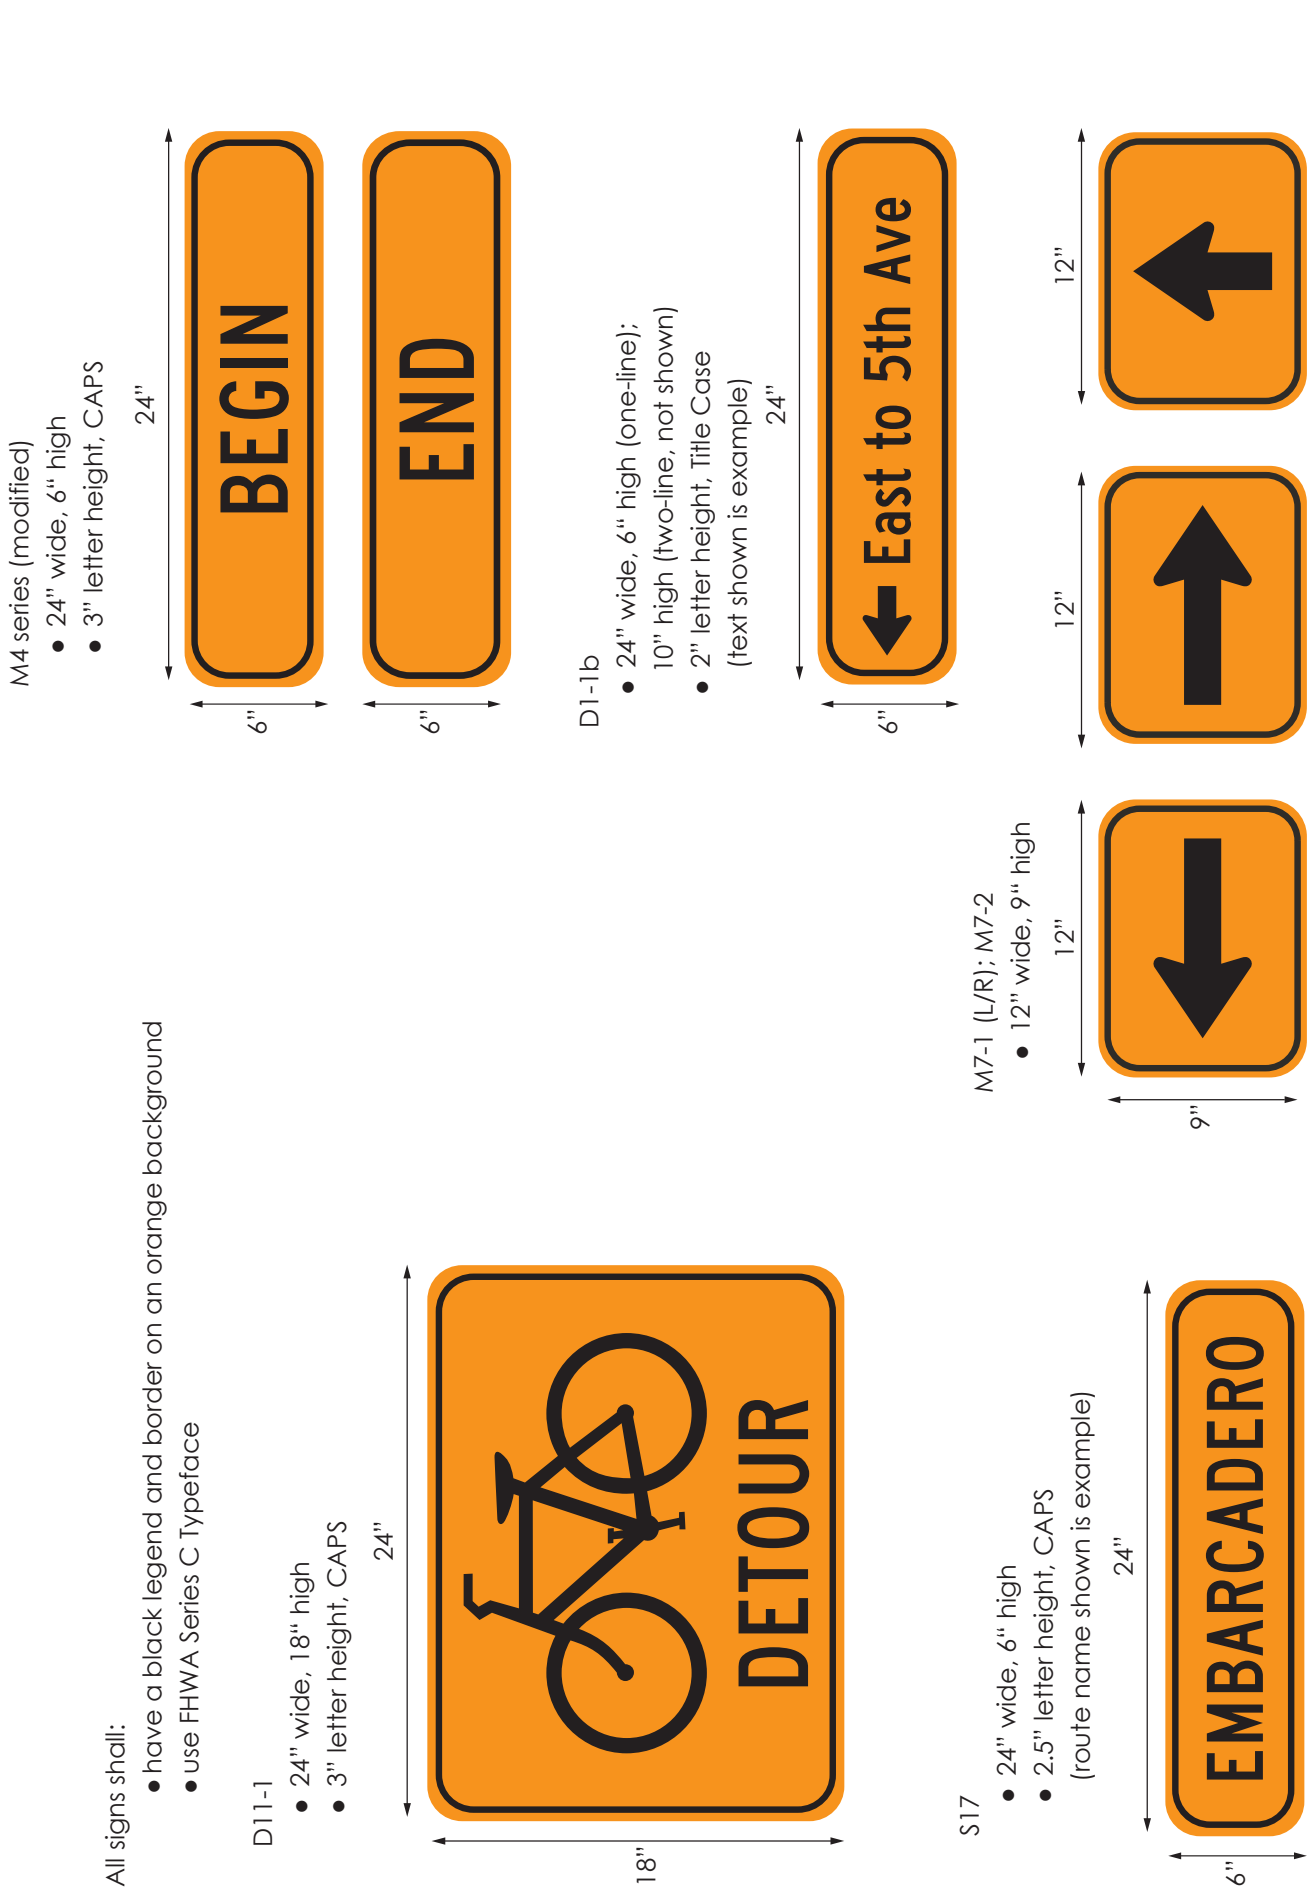 All signs shall:
● have a black legend and border on an orange background
● use FHWA Series C Typeface
D11-1
● 24” wide, 18“ high
● 3” letter height, CAPS
24”
18”
DETOUR
S17
● 24” wide, 6“ high
● 2.5” letter height, CAPS
(route name shown is example)
24”
6”
EMBARCADERO
M4 series (modified)
● 24” wide, 6“ high
● 3” letter height, CAPS
24”
6”
BEGIN
6”
END
D1-1b
● 24” wide, 6“ high (one-line);
10” high (two-line, not shown)
● 2” letter height, Title Case
(text shown is example)
24”
6”
East to 5th Ave
M7-1 (L/R); M7-2
● 12” wide, 9“ high
12”
12”
12”
9”